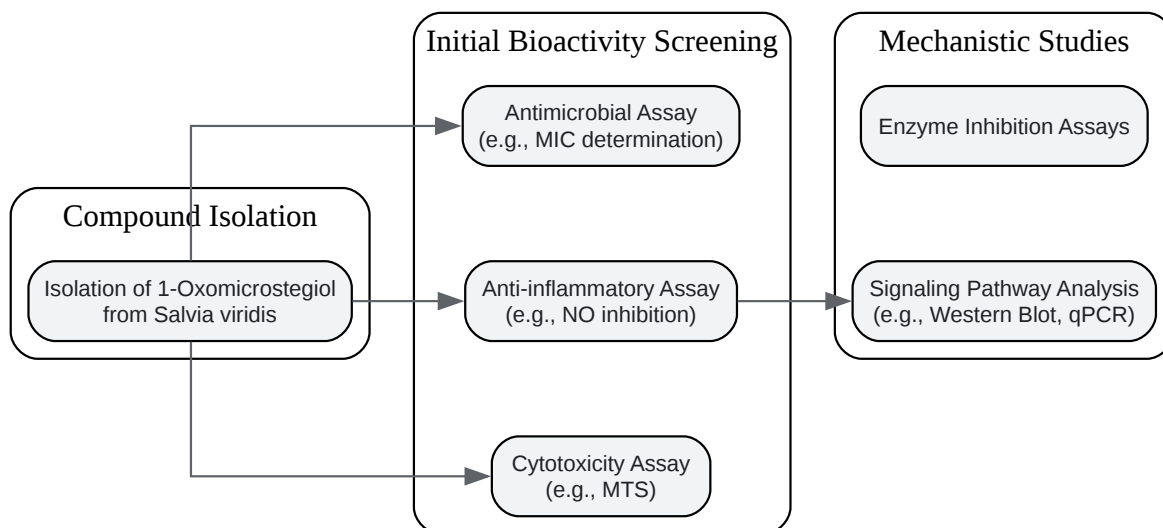 Compound Isolation
Isolation of 1-Oxomicrostegiol
from Salvia viridis
Initial Bioactivity Screening
Antimicrobial Assay
(e.g., MIC determination)
Anti-inflammatory Assay
(e.g., NO inhibition)
Cytotoxicity Assay
(e.g., MTS)
Mechanistic Studies
Enzyme Inhibition Assays
Signaling Pathway Analysis
(e.g., Western Blot, qPCR)